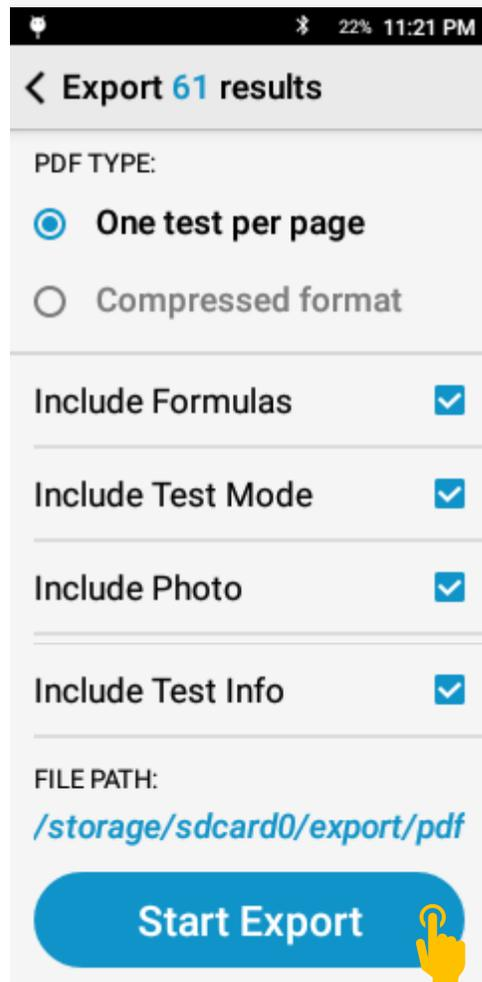 22% 11:21 PM
Export 61 results
PDF TYPE:
One test per page
Compressed format
Include Formulas
Include Test Mode
Include Photo
Include Test Info
FILE PATH:
/storage/sdcard0/export/pdf
Start Export